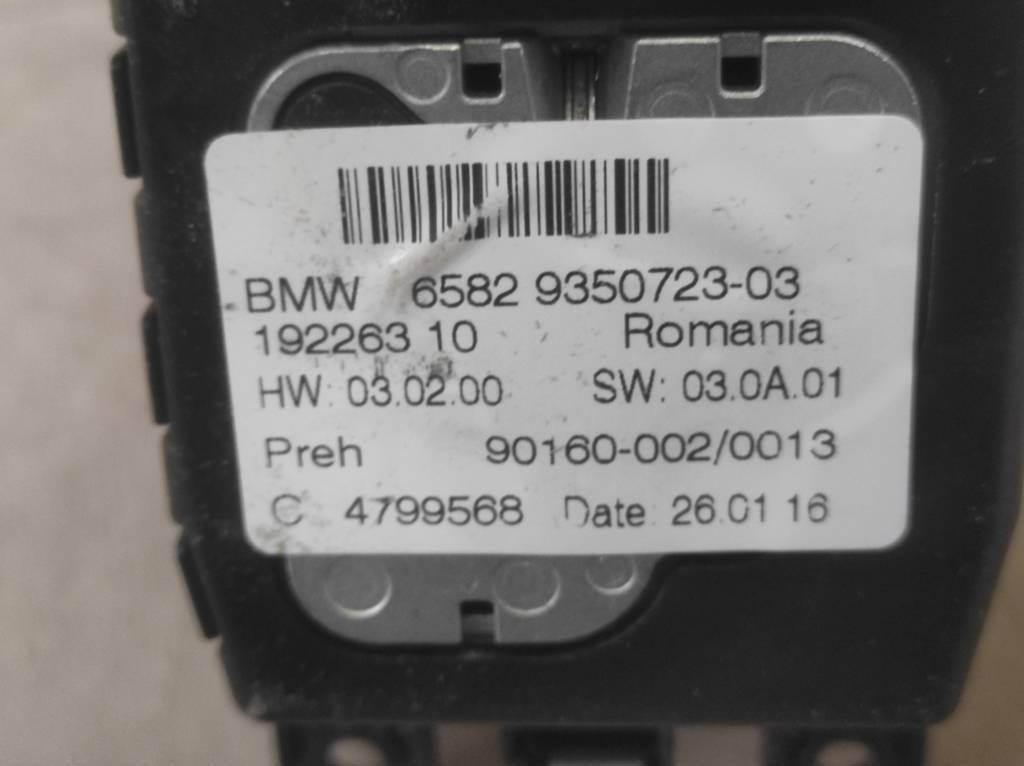 BMW 6582 9350723-03
192263 10 Romania
HW: 03.02.00 SW: 03.0A.01
Preh 90160-002/0013
C 4799568 Date: 26.01 16